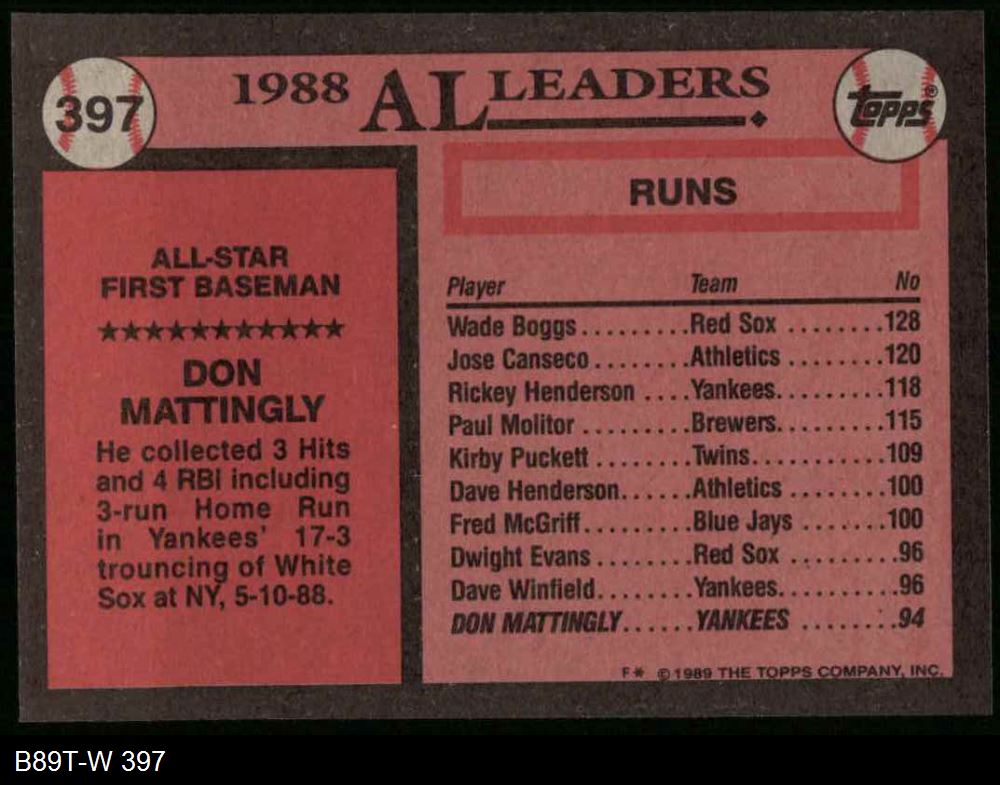 397
1988 AL LEADERS
Topps®
ALL-STAR
FIRST BASEMAN
★★★★★★★★★★★
DON
MATTINGLY
He collected 3 Hits
and 4 RBI including
3-run Home Run
in Yankees' 17-3
trouncing of White
Sox at NY, 5-10-88.
RUNS
Player Team No
Wade Boggs.........Red Sox ........128
Jose Canseco.........Athletics ........120
Rickey Henderson ....Yankees.........118
Paul Molitor .........Brewers.........115
Kirby Puckett ........Twins............109
Dave Henderson......Athletics ........100
Fred McGriff.........Blue Jays .......100
Dwight Evans........Red Sox .........96
Dave Winfield........Yankees..........96
DON MATTINGLY......YANKEES ........94
F* © 1989 THE TOPPS COMPANY, INC.
B89T-W 397